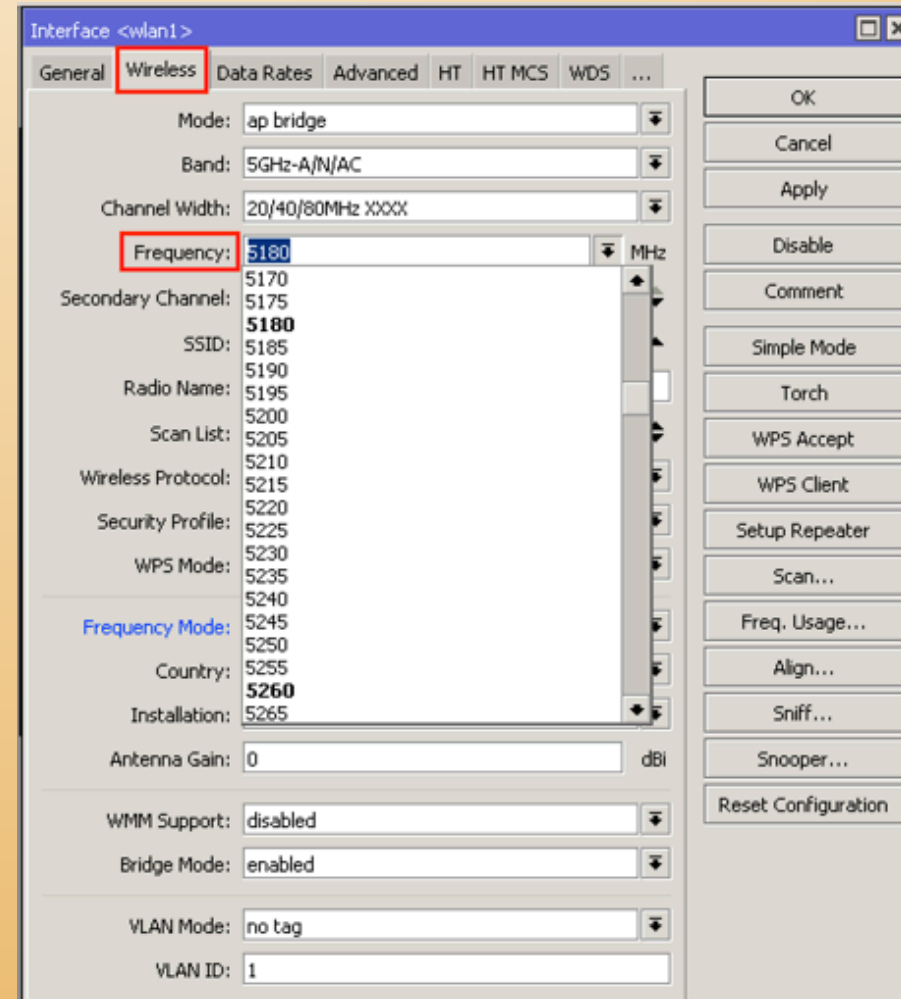 Interface <wlan1>
General Wireless Data Rates Advanced HT HT MCS WDS ...
Mode: ap bridge
Band: 5GHz-A/N/AC
Channel Width: 20/40/80MHz XXXX
Frequency: 5180 MHz
5170
Secondary Channel: 5175
5180
SSID: 5185
5190
Radio Name: 5195
5200
Scan List: 5205
5210
Wireless Protocol: 5215
5220
Security Profile: 5225
5230
WPS Mode: 5235
5240
Frequency Mode: 5245
5250
Country: 5255
5260
Installation: 5265
Antenna Gain: 0 dBi
WMM Support: disabled
Bridge Mode: enabled
VLAN Mode: no tag
VLAN ID: 1
OK
Cancel
Apply
Disable
Comment
Simple Mode
Torch
WPS Accept
WPS Client
Setup Repeater
Scan...
Freq. Usage...
Align...
Sniff...
Snooper...
Reset Configuration